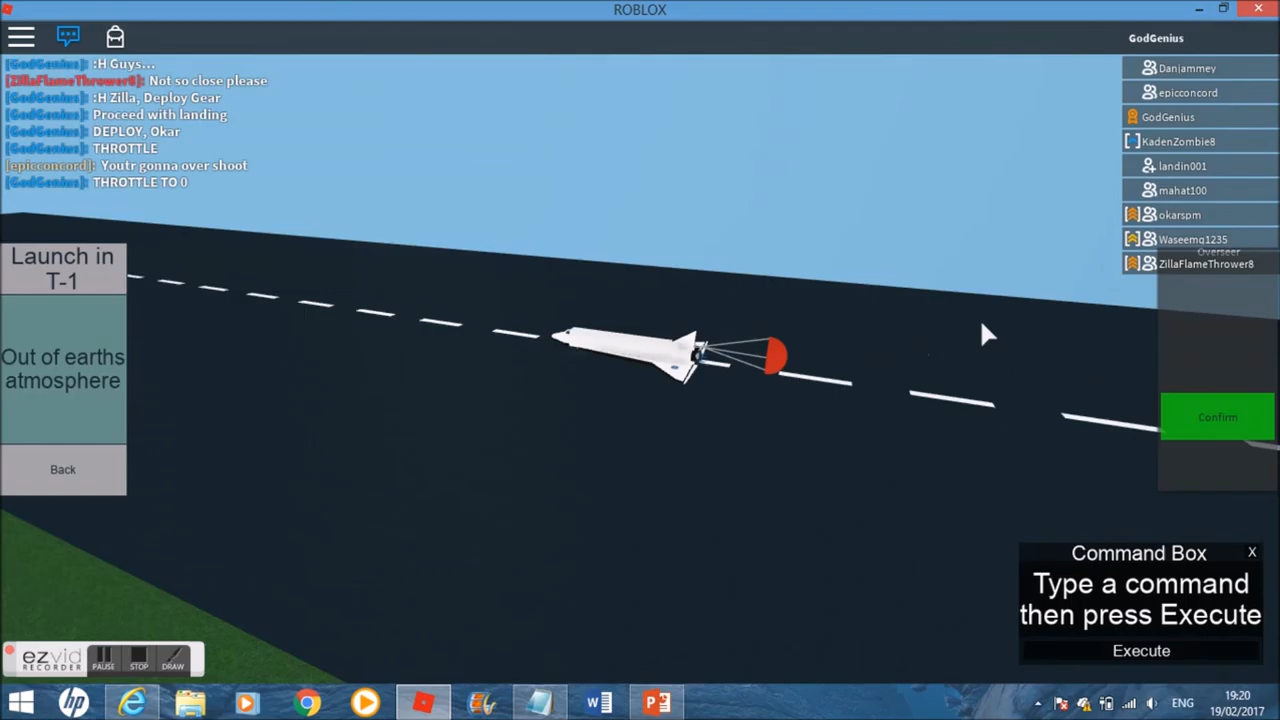 ROBLOX
GodGenius
[GodGenius]: :H Guys...
[ZillaFlameThrower8]: Not so close please
[GodGenius]: :H Zilla, Deploy Gear
[GodGenius]: Proceed with landing
[GodGenius]: DEPLOY, Okar
[GodGenius]: THROTTLE
[epicconcord]: Youtr gonna over shoot
[GodGenius]: THROTTLE TO 0
Danjammey
epicconcord
GodGenius
KadenZombie8
landin001
mahat100
okarspm
Waseemq1235
Overseer
ZillaFlameThrower8
Launch in
T-1
Out of earths
atmosphere
Back
Confirm
Command Box X
Type a command
then press Execute
Execute
ezvid
RECORDER
PAUSE STOP DRAW
ENG
19:20
19/02/2017